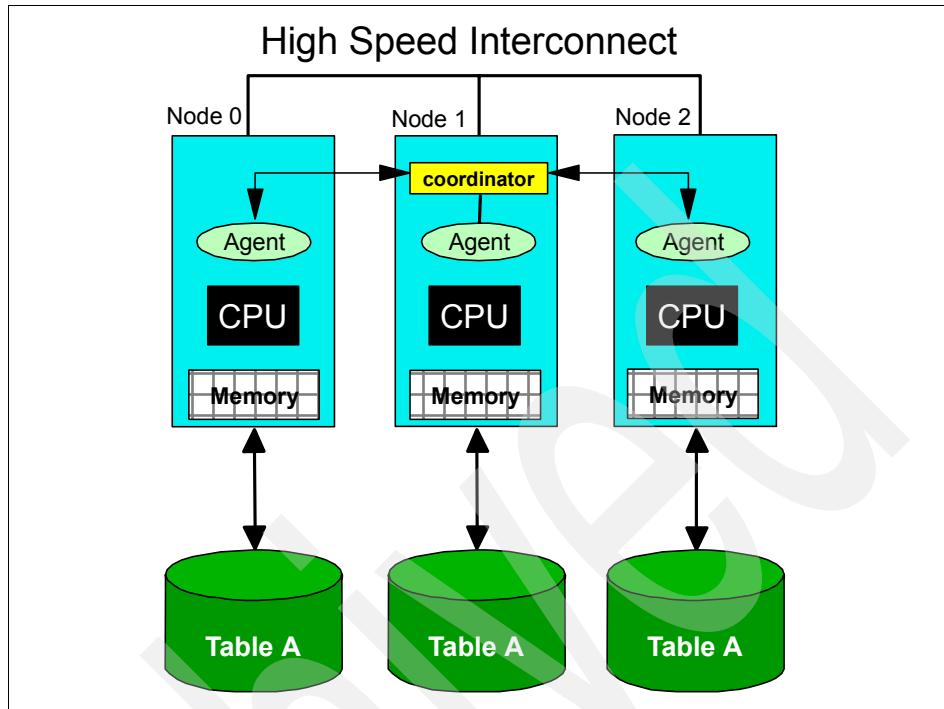 High Speed Interconnect
Node 0 Node 1 Node 2
coordinator
Agent Agent Agent
CPU CPU CPU
Memory Memory Memory
Table A Table A Table A